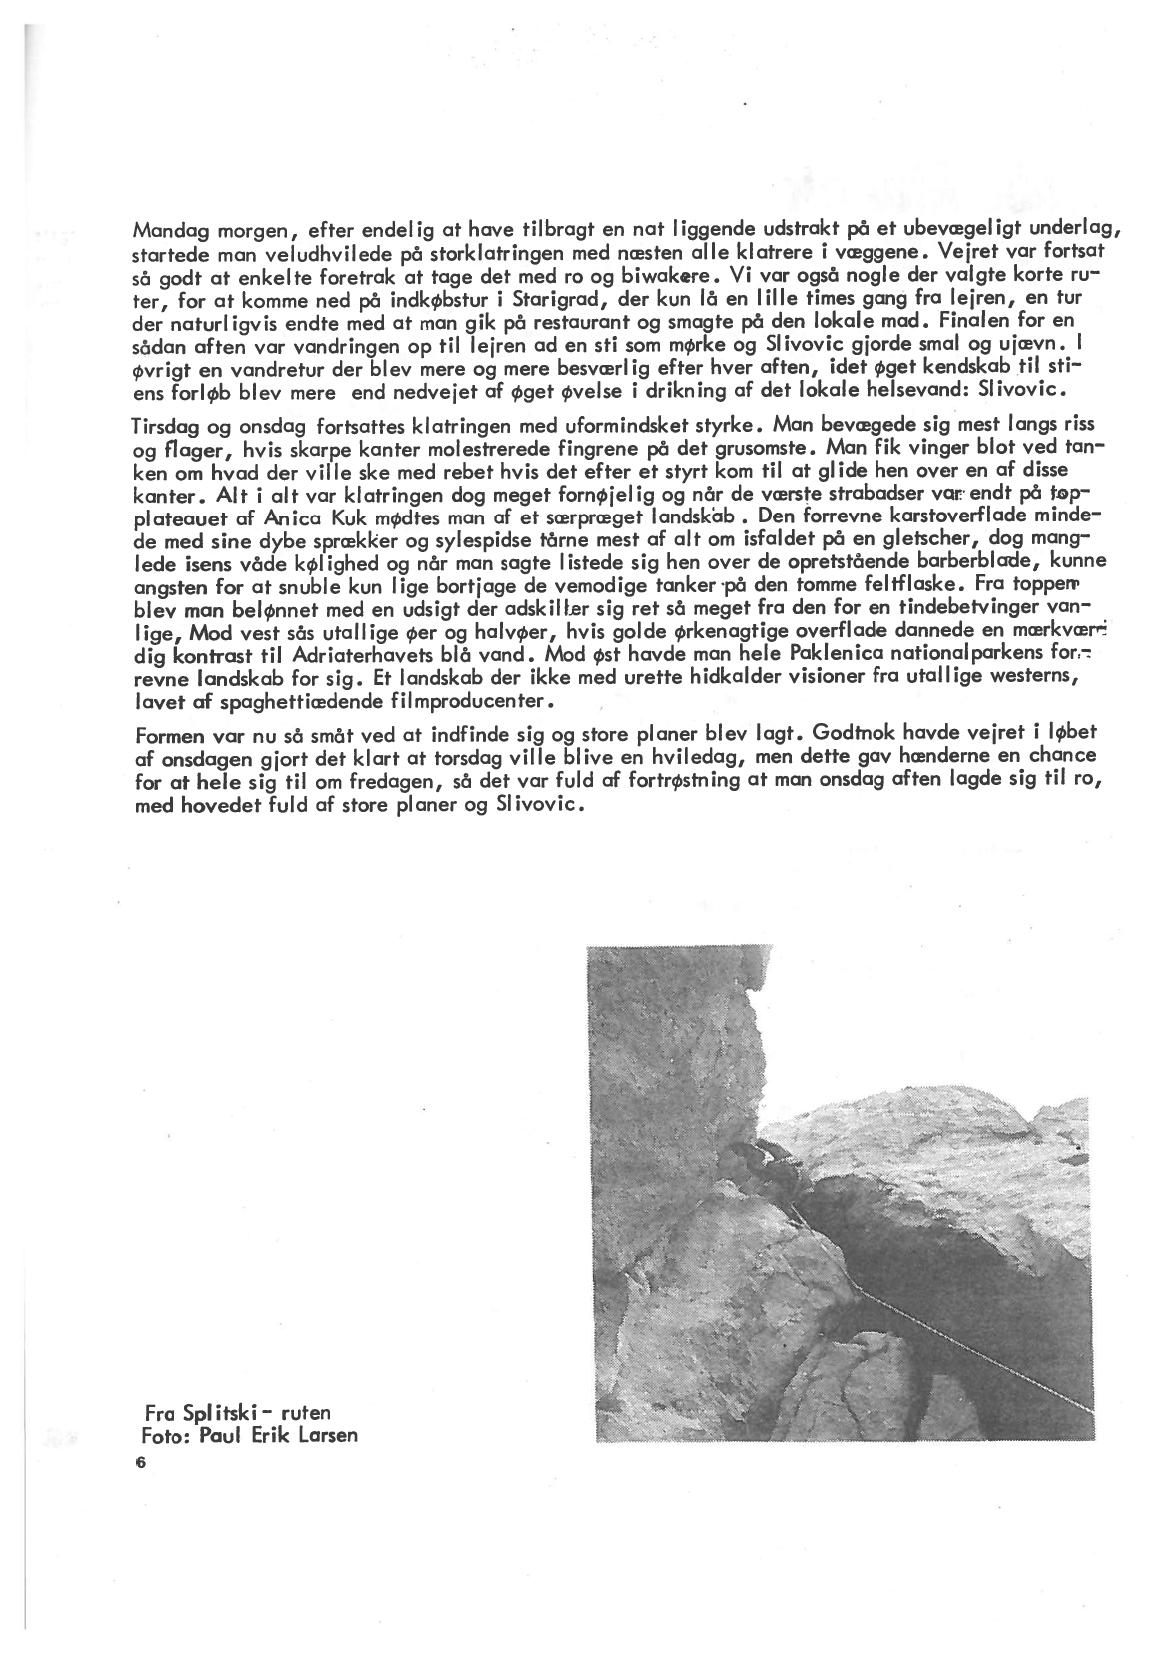 Mandag morgen, efter endelig at have tilbragt en nat liggende udstrakt på et ubevægeligt underlag,
startede man veludhvilede på storklatringen med næsten alle klatrere i væggene. Vejret var fortsat
så godt at enkelte foretrak at tage det med ro og biwakere. Vi var også nogle der valgte korte ru-
ter, for at komme ned på indkøbstur i Starigrad, der kun lå en lille times gang fra lejren, en tur
der naturligvis endte med at man gik på restaurant og smagte på den lokale mad. Finalen for en
sådan aften var vandringen op til lejren ad en sti som mørke og Slivovic gjorde smal og ujævn. I
øvrigt en vandretur der blev mere og mere besværlig efter hver aften, idet øget kendskab til sti-
ens forløb blev mere end nedvejet af øget øvelse i drikning af det lokale helsevand: Slivovic.
Tirsdag og onsdag fortsattes klatringen med uformindsket styrke. Man bevægede sig mest langs riss
og flager, hvis skarpe kanter molestrerede fingrene på det grusomste. Man fik vinger blot ved tan-
ken om hvad der ville ske med rebet hvis det efter et styrt kom til at glide hen over en af disse
kanter. Alt i alt var klatringen dog meget fornøjelig og når de værste strabadser var endt på top-
plateauet af Anica Kuk mødtes man af et særpræget landskab . Den forrevne karstoverflade minde-
de med sine dybe sprækker og sylespidse tårne mest af alt om isfaldet på en gletscher, dog mang-
lede isens våde kølighed og når man sagte listede sig hen over de opretstående barberblade, kunne
angsten for at snuble kun lige bortjage de vemodige tanker på den tomme feltflaske. Fra toppen
blev man belønnet med en udsigt der adskiller sig ret så meget fra den for en tindebetvinger van-
lige, Mod vest sås utallige øer og halvøer, hvis golde ørkenagtige overflade dannede en mærkvær-
dig kontrast til Adriaterhavets blå vand. Mod øst havde man hele Paklenica nationalparkens for-
revne landskab for sig. Et landskab der ikke med urette hidkalder visioner fra utallige westerns,
lavet af spaghettiædende filmproducenter.
Formen var nu så småt ved at indfinde sig og store planer blev lagt. Godtnok havde vejret i løbet
af onsdagen gjort det klart at torsdag ville blive en hviledag, men dette gav hænderne en chance
for at hele sig til om fredagen, så det var fuld af fortrøstning at man onsdag aften lagde sig til ro,
med hovedet fuld af store planer og Slivovic.
Fra Splitski - ruten
Foto: Paul Erik Larsen
6